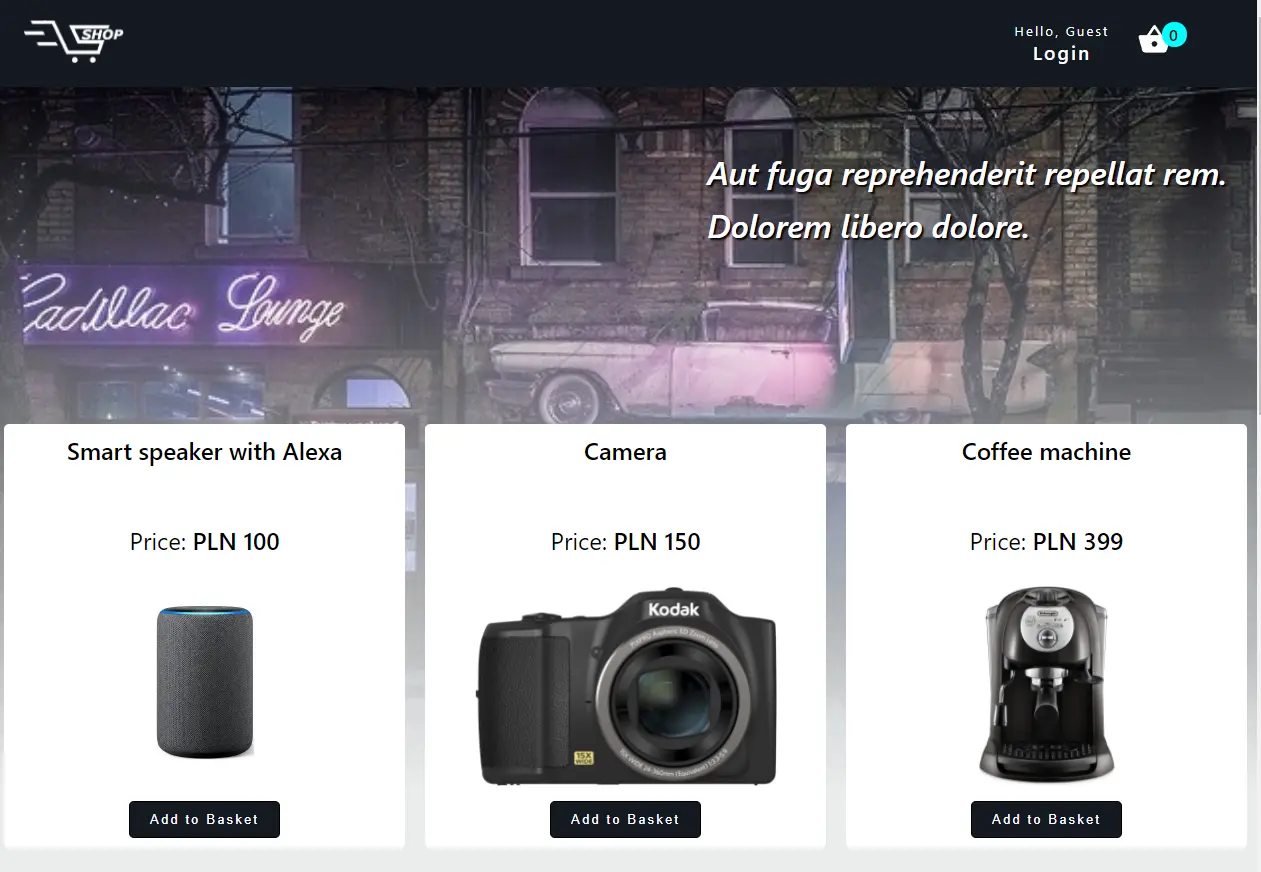 SHOP
Hello, Guest
Login
0
Aut fuga reprehenderit repellat rem.
Dolorem libero dolore.
Cadillac Lounge
Smart speaker with Alexa
Camera
Coffee machine
Price: PLN 100
Price: PLN 150
Price: PLN 399
Kodak
15X
WIDE
Add to Basket
Add to Basket
Add to Basket